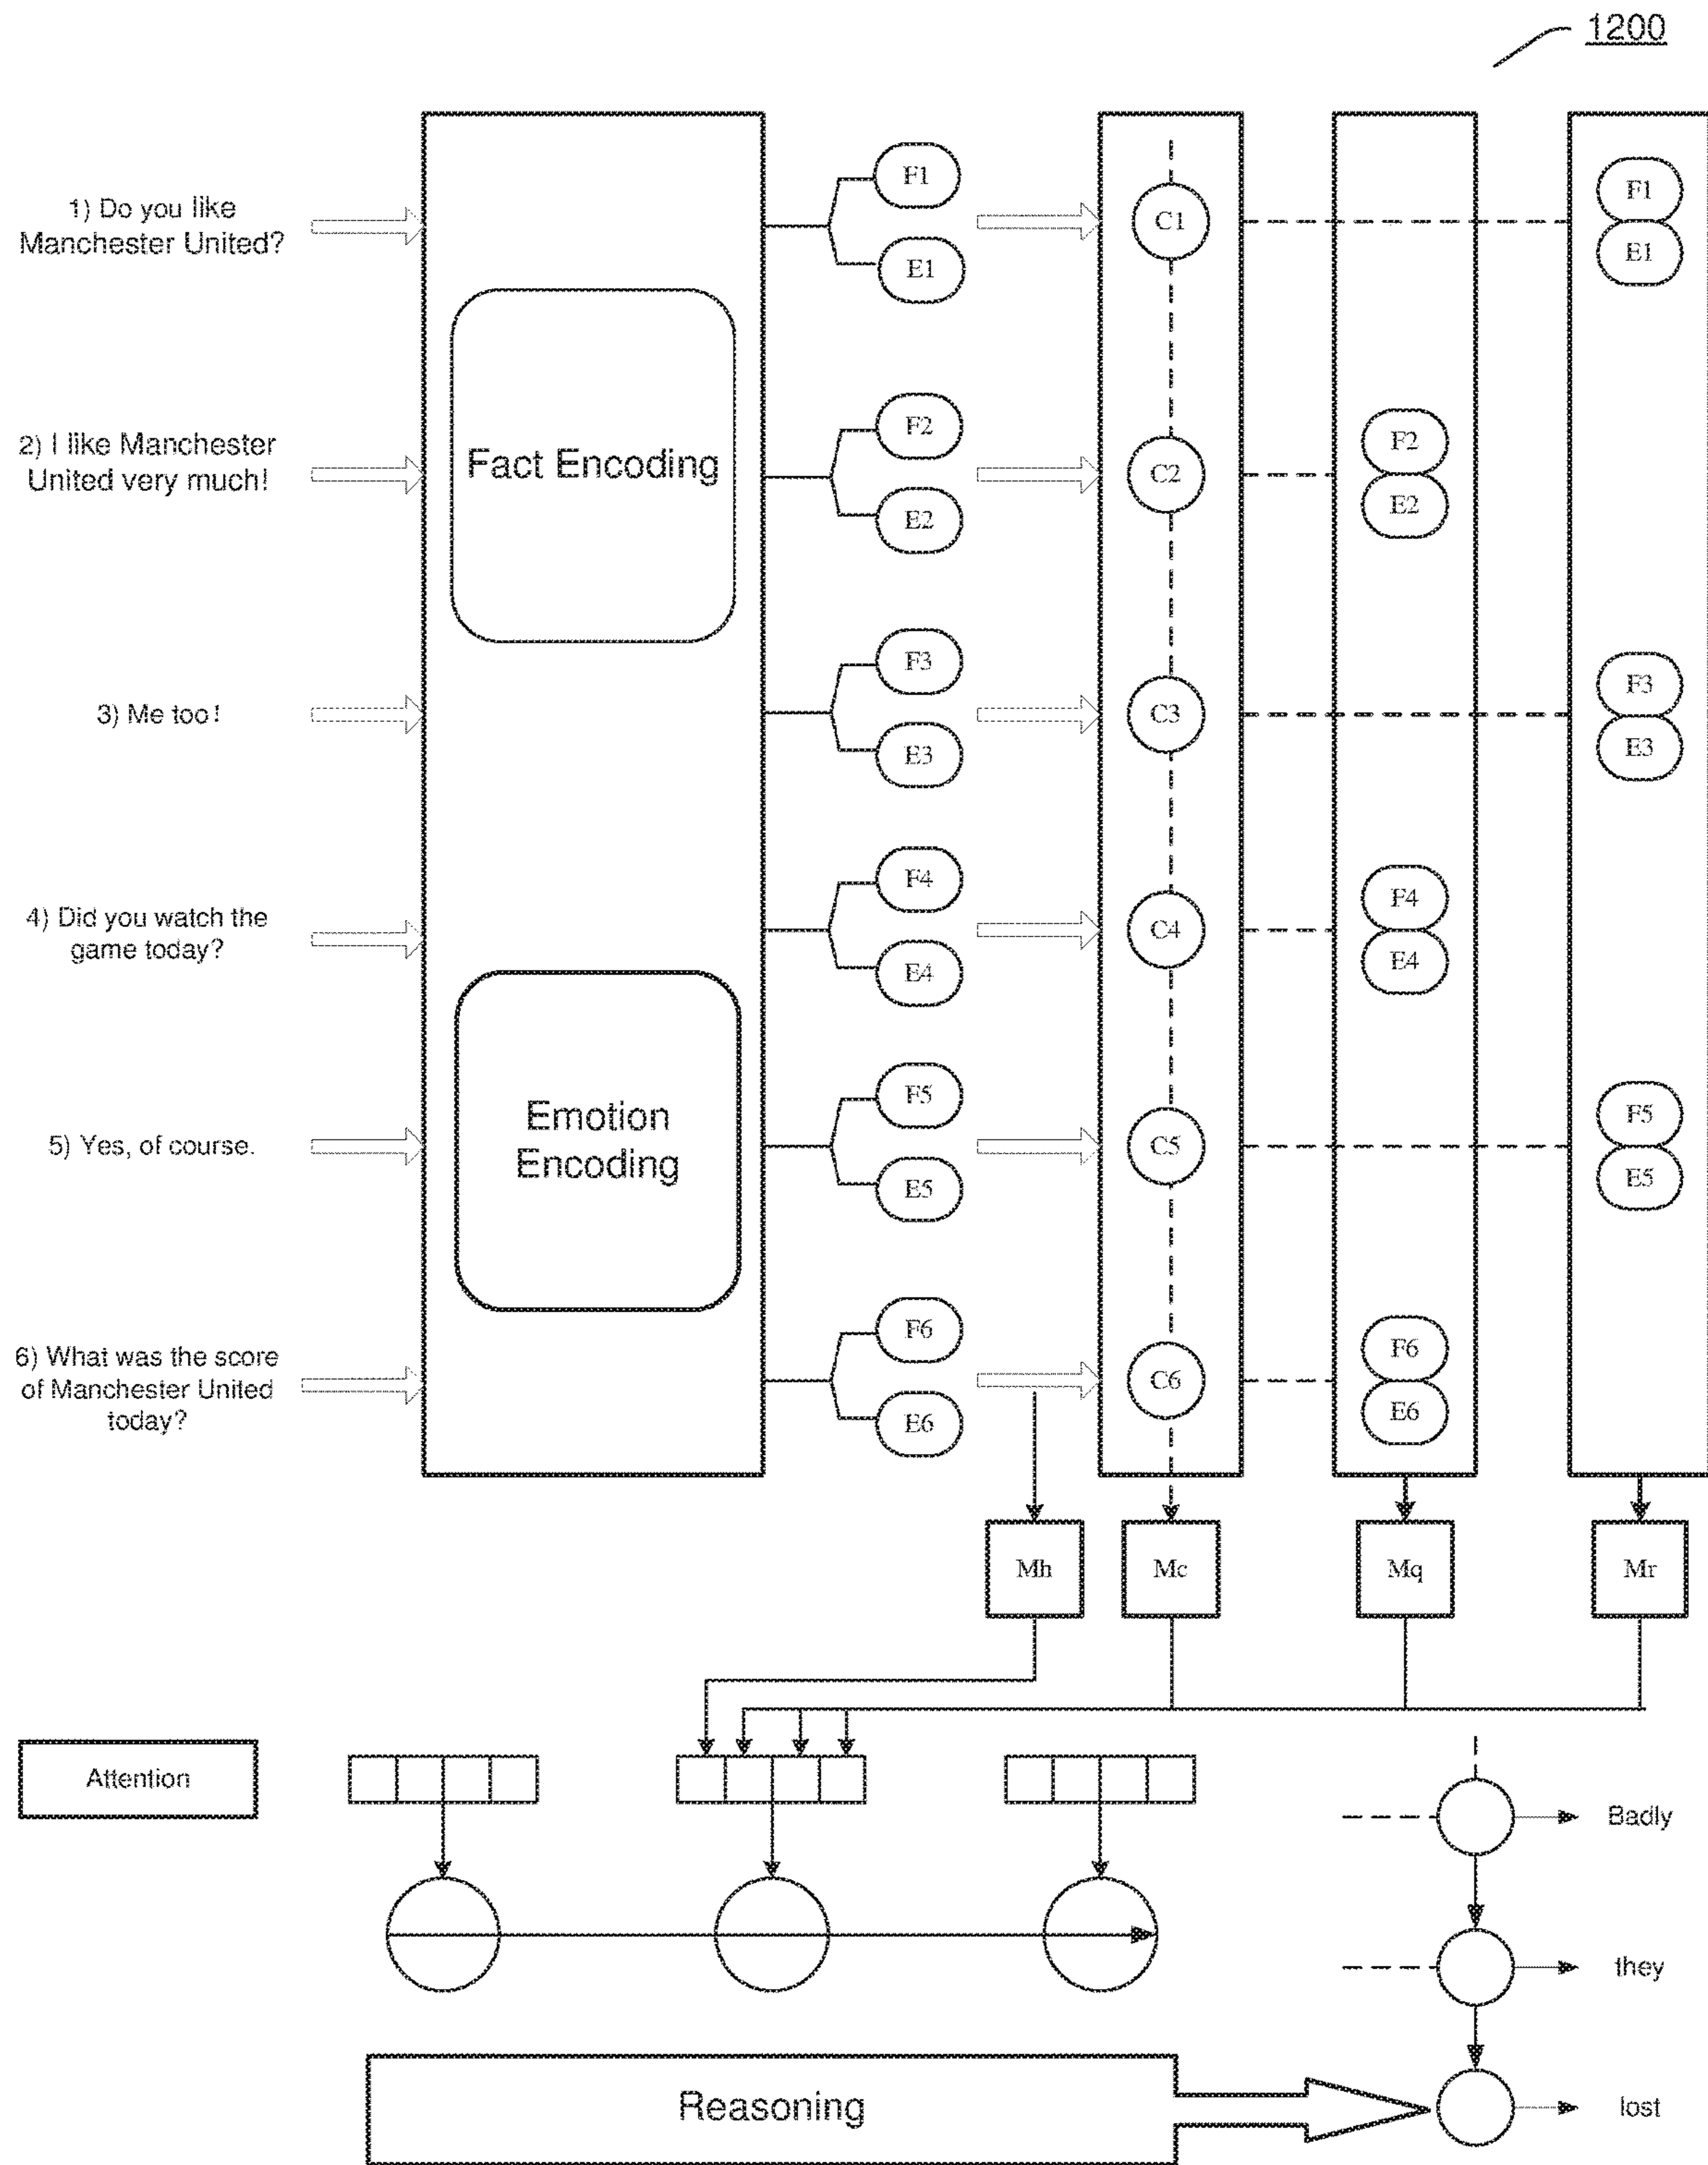 1200
1) Do you like
Manchester United?
F1
E1
C1
F1
E1
2) I like Manchester
United very much!
Fact Encoding
F2
E2
C2
F2
E2
3) Me too!
F3
E3
C3
F3
E3
4) Did you watch the
game today?
F4
E4
C4
F4
E4
5) Yes, of course.
Emotion
Encoding
F5
E5
C5
F5
E5
6) What was the score
of Manchester United
today?
F6
E6
C6
F6
E6
Mh
Mc
Mq
Mr
Attention
Badly
they
Reasoning
lost